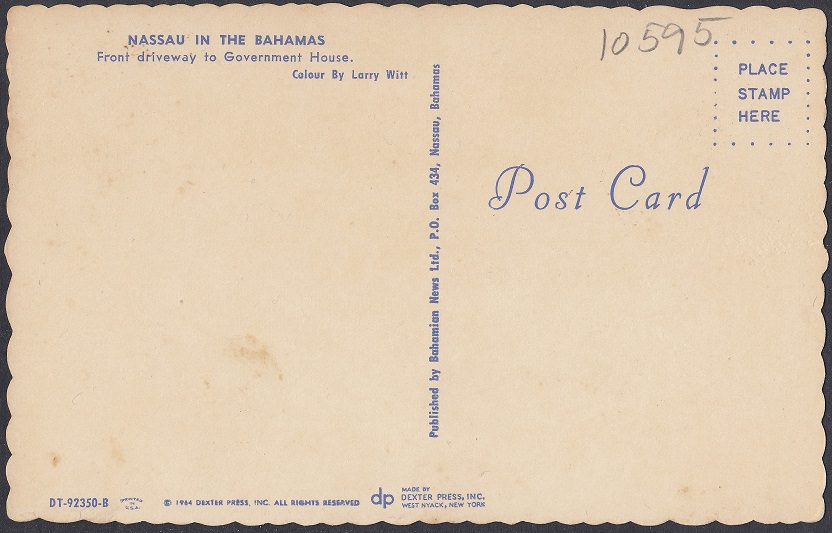 NASSAU IN THE BAHAMAS
Front driveway to Government House.
Colour By Larry Witt
10595
PLACE
STAMP
HERE
Post Card
Published by Bahamian News Ltd., P.O. Box 434, Nassau, Bahamas
DT-92350-B
PRINTED
IN
U.S.A.
© 1964 DEXTER PRESS, INC. ALL RIGHTS RESERVED
dp
MADE BY
DEXTER PRESS, INC.
WEST NYACK, NEW YORK